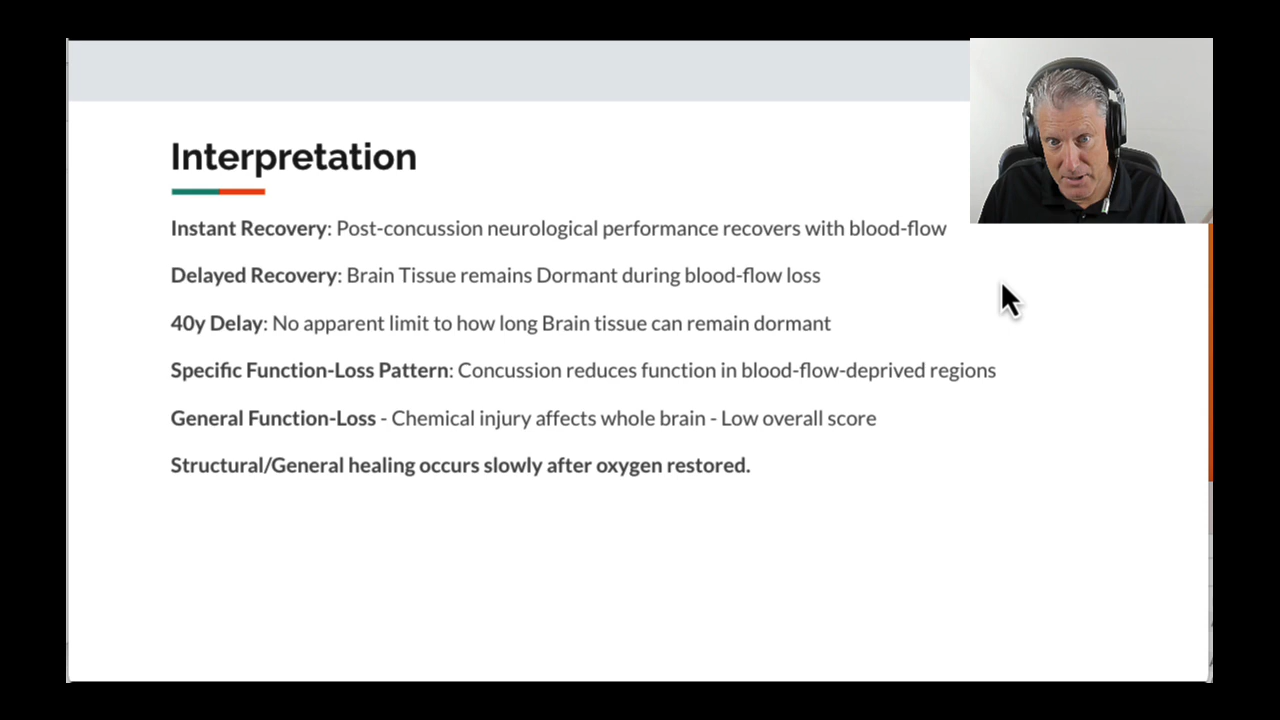 Interpretation
Instant Recovery: Post-concussion neurological performance recovers with blood-flow
Delayed Recovery: Brain Tissue remains Dormant during blood-flow loss
40y Delay: No apparent limit to how long Brain tissue can remain dormant
Specific Function-Loss Pattern: Concussion reduces function in blood-flow-deprived regions
General Function-Loss - Chemical injury affects whole brain - Low overall score
Structural/General healing occurs slowly after oxygen restored.